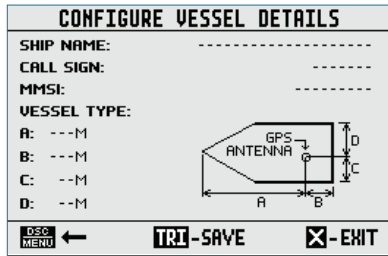 CONFIGURE VESSEL DETAILS
SHIP NAME: -------------------
CALL SIGN: -------
MMSI: ---------
VESSEL TYPE:
A: ---M
B: --M
C: --M
D: --M
GPS
ANTENNA
D
C
A
B
DSC MENU ← TRI-SAVE X-EXIT